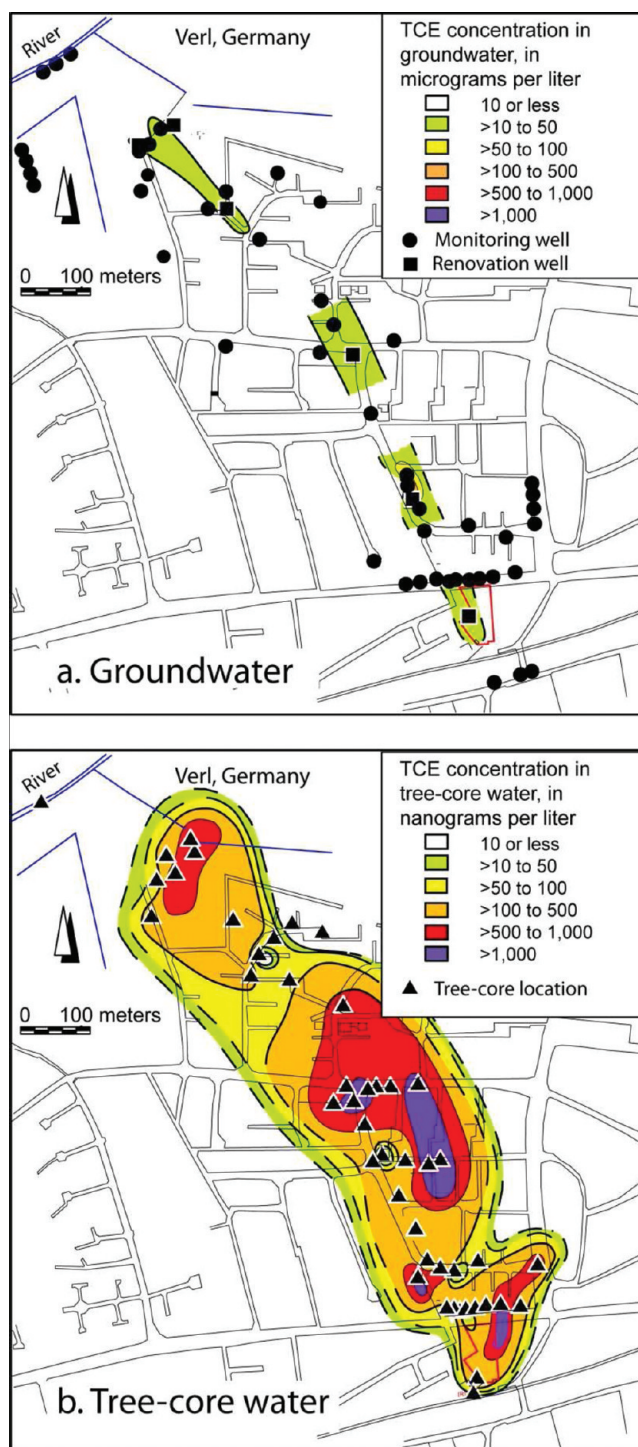 River
Verl, Germany
TCE concentration in
groundwater, in
micrograms per liter
10 or less
>10 to 50
>50 to 100
>100 to 500
>500 to 1,000
>1,000
Monitoring well
Renovation well
0 100 meters
a. Groundwater
River
Verl, Germany
TCE concentration in
tree-core water, in
nanograms per liter
10 or less
>10 to 50
>50 to 100
>100 to 500
>500 to 1,000
>1,000
Tree-core location
0 100 meters
b. Tree-core water